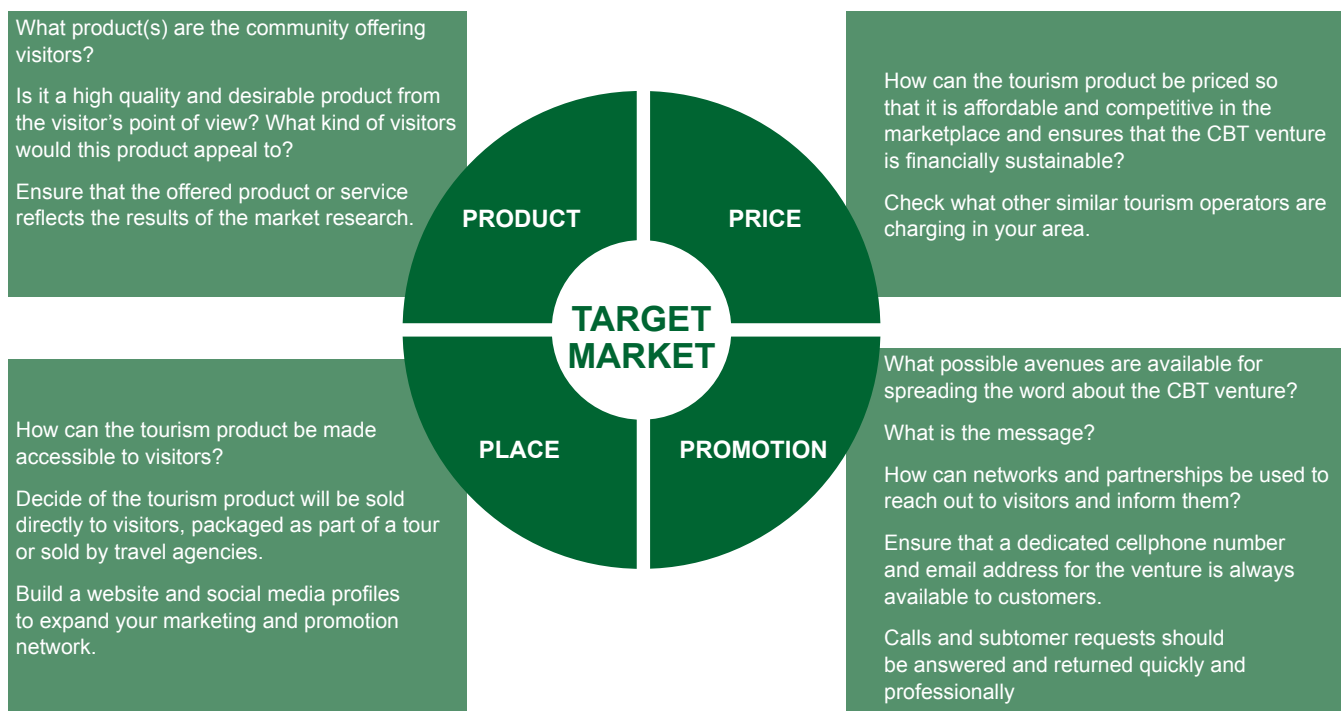 What product(s) are the community offering
visitors?
Is it a high quality and desirable product from
the visitor’s point of view? What kind of visitors
would this product appeal to?
Ensure that the offered product or service
reflects the results of the market research.
How can the tourism product be priced so
that it is affordable and competitive in the
marketplace and ensures that the CBT venture
is financially sustainable?
Check what other similar tourism operators are
charging in your area.
PRODUCT
PRICE
TARGET
MARKET
PLACE
PROMOTION
How can the tourism product be made
accessible to visitors?
Decide of the tourism product will be sold
directly to visitors, packaged as part of a tour
or sold by travel agencies.
Build a website and social media profiles
to expand your marketing and promotion
network.
What possible avenues are available for
spreading the word about the CBT venture?
What is the message?
How can networks and partnerships be used to
reach out to visitors and inform them?
Ensure that a dedicated cellphone number
and email address for the venture is always
available to customers.
Calls and subtomer requests should
be answered and returned quickly and
professionally